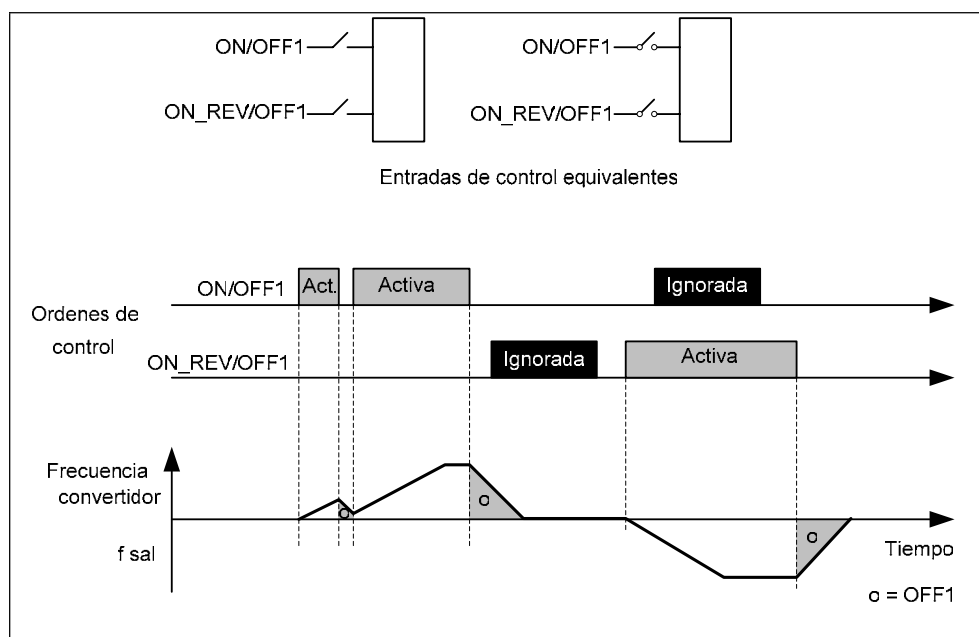 ON/OFF1
ON/OFF1
ON_REV/OFF1
ON_REV/OFF1
Entradas de control equivalentes
ON/OFF1
Act.
Activa
Ignorada
Ordenes de
control
ON_REV/OFF1
Ignorada
Activa
Frecuencia
convertidor
f sal
o
o
o
Tiempo
o = OFF1